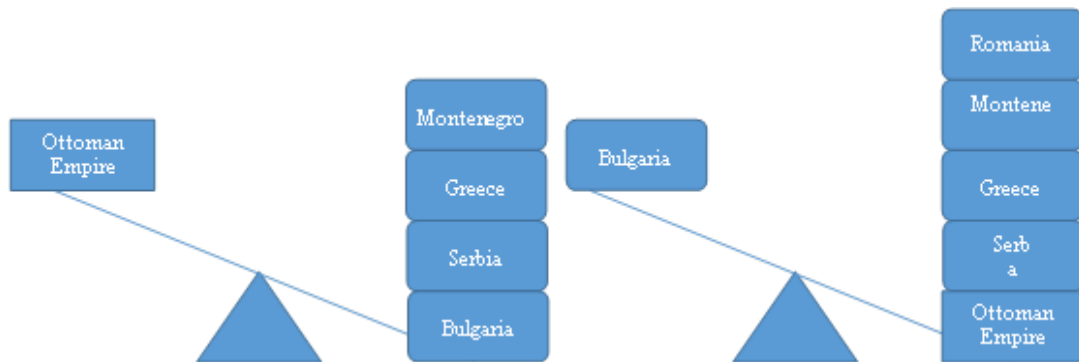 Ottoman
Empire
Montenegro
Greece
Serbia
Bulgaria
Bulgaria
Romania
Montene
Greece
Serb
a
Ottoman
Empire